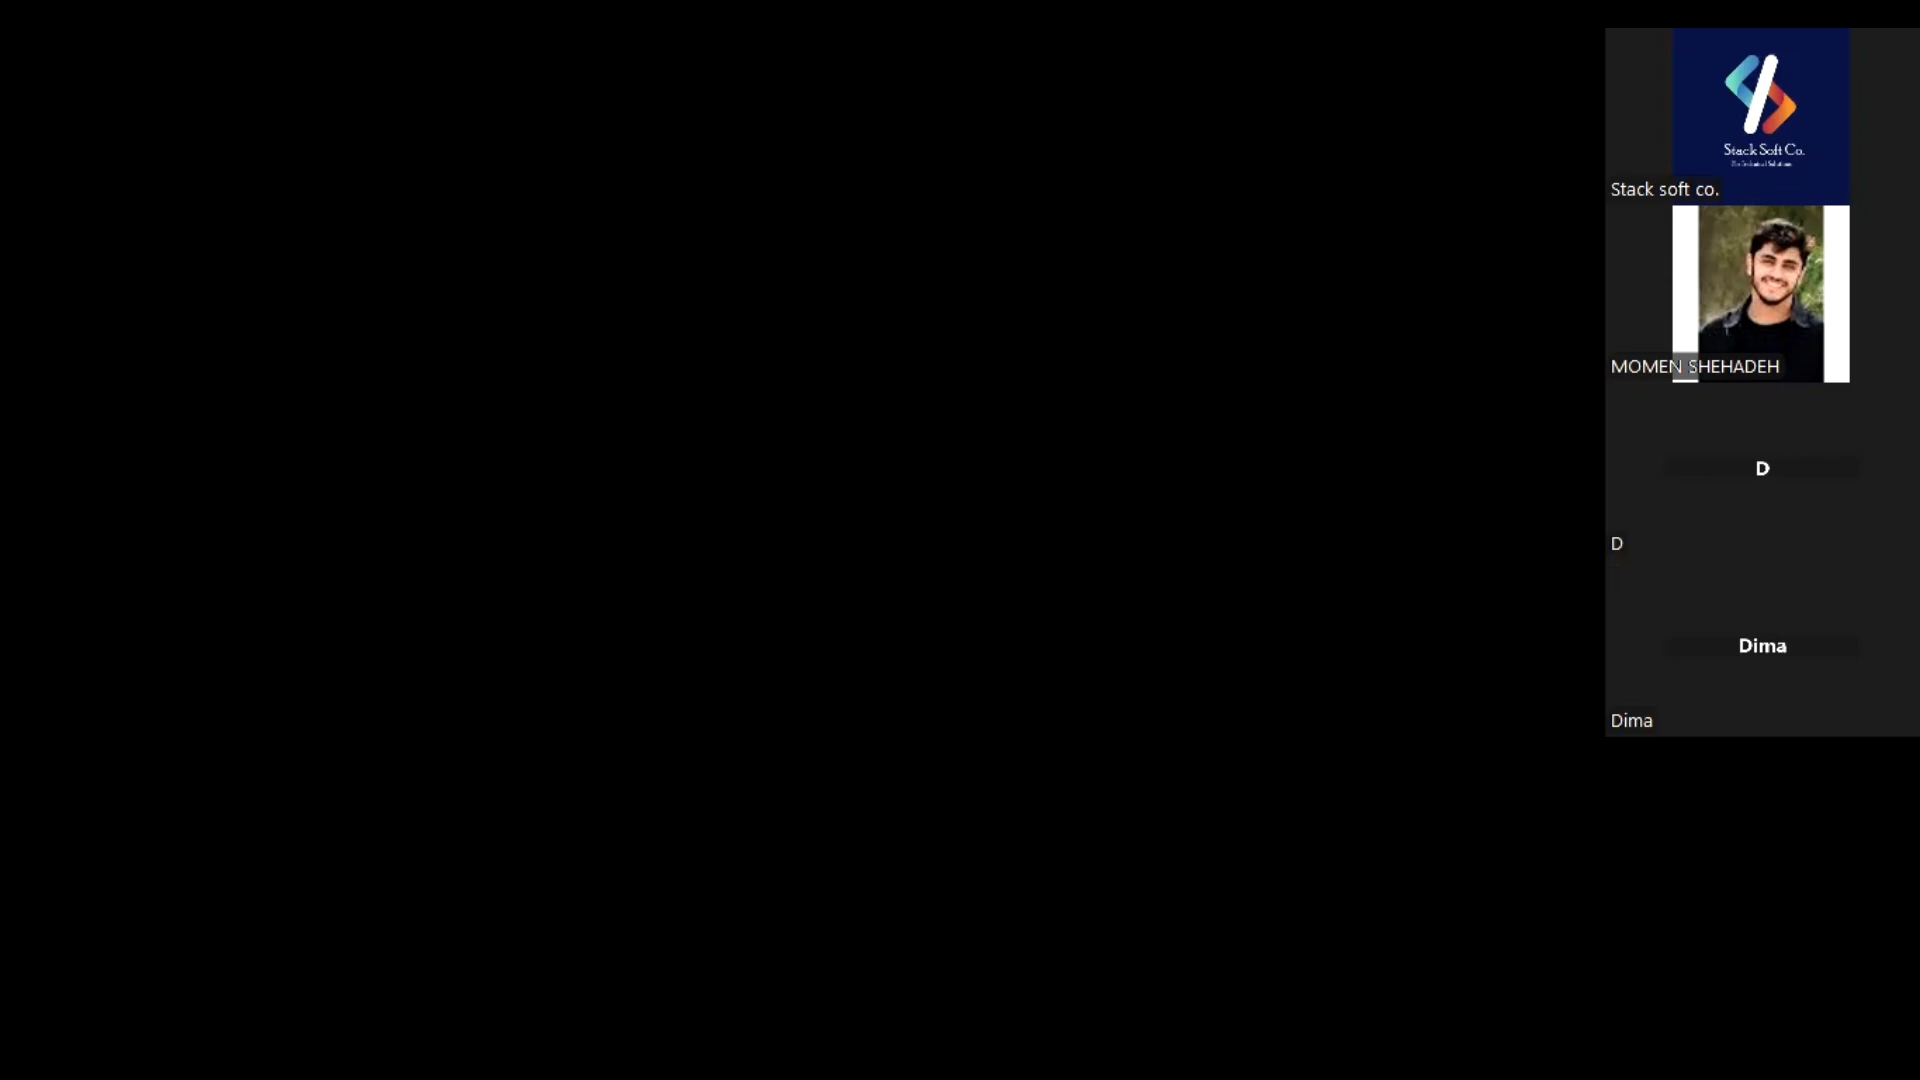 Stack Soft Co.
Stack soft co.
MOMEN SHEHADEH
D
D
Dima
Dima